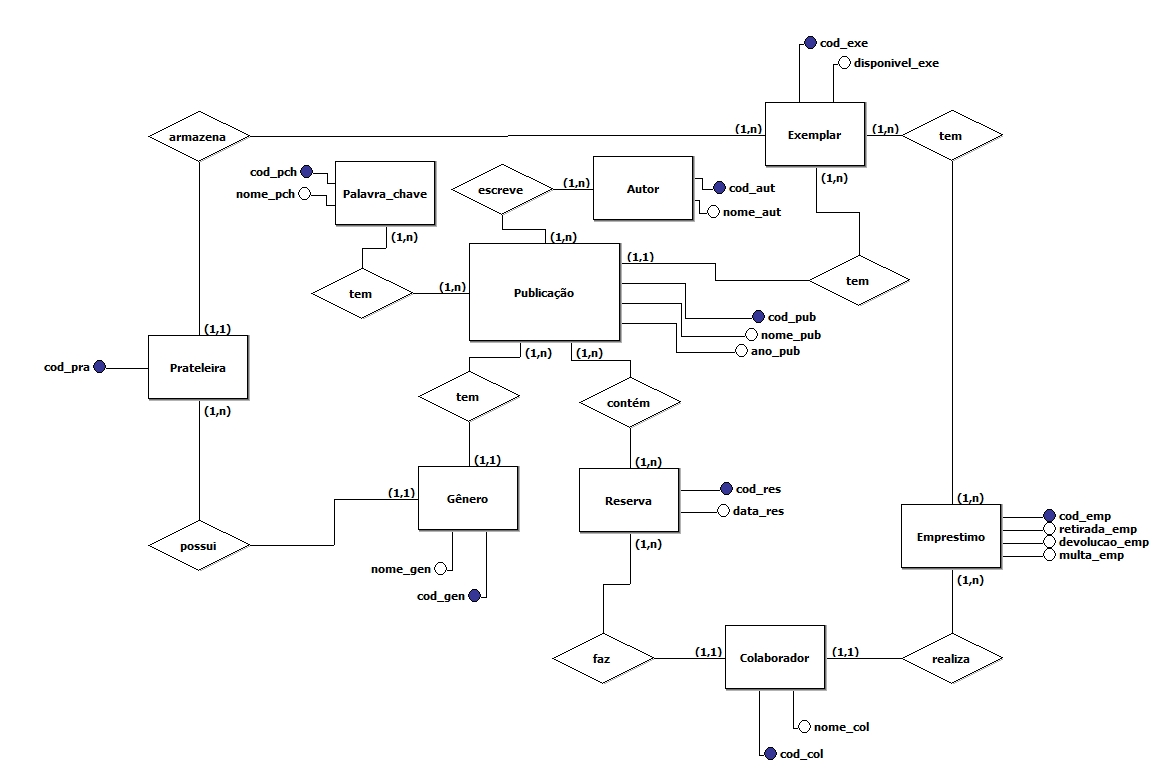 cod_exe
disponivel_exe
armazena
(1,n)
Exemplar
(1,n)
tem
cod_pch
nome_pch
Palavra_chave
escreve
(1,n)
Autor
cod_aut
nome_aut
(1,n)
(1,n)
(1,n)
(1,1)
tem
(1,n)
Publicação
tem
cod_pub
nome_pub
ano_pub
(1,1)
cod_pra
Prateleira
(1,n)
(1,n)
(1,n)
tem
contém
(1,1)
(1,n)
(1,1)
Gênero
Reserva
cod_res
data_res
(1,n)
Emprestimo
cod_emp
retirada_emp
devolucao_emp
multa_emp
possui
(1,n)
nome_gen
cod_gen
(1,n)
faz
(1,1)
Colaborador
(1,1)
realiza
nome_col
cod_col